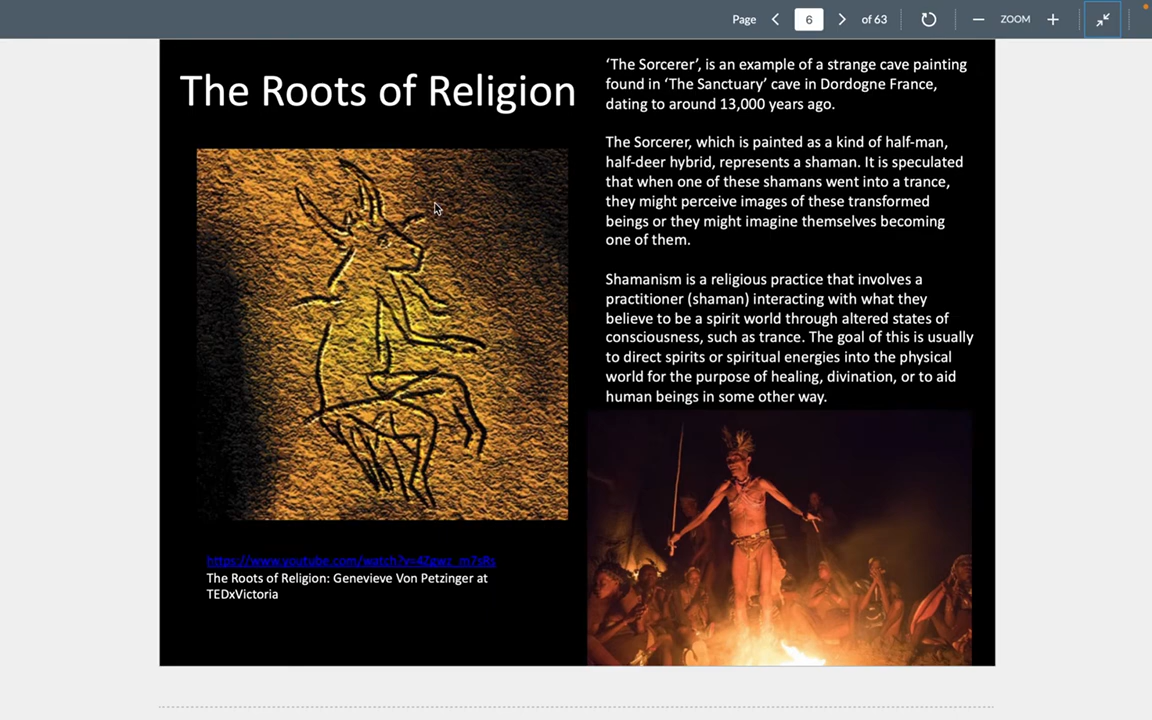 Page
6
of 63
ZOOM
The Roots of Religion
‘The Sorcerer’, is an example of a strange cave painting
found in ‘The Sanctuary’ cave in Dordogne France,
dating to around 13,000 years ago.
The Sorcerer, which is painted as a kind of half-man,
half-deer hybrid, represents a shaman. It is speculated
that when one of these shamans went into a trance,
they might perceive images of these transformed
beings or they might imagine themselves becoming
one of them.
Shamanism is a religious practice that involves a
practitioner (shaman) interacting with what they
believe to be a spirit world through altered states of
consciousness, such as trance. The goal of this is usually
to direct spirits or spiritual energies into the physical
world for the purpose of healing, divination, or to aid
human beings in some other way.
https://www.youtube.com/watch?v=4Zgwz_m7sRs
The Roots of Religion: Genevieve Von Petzinger at
TEDxVictoria